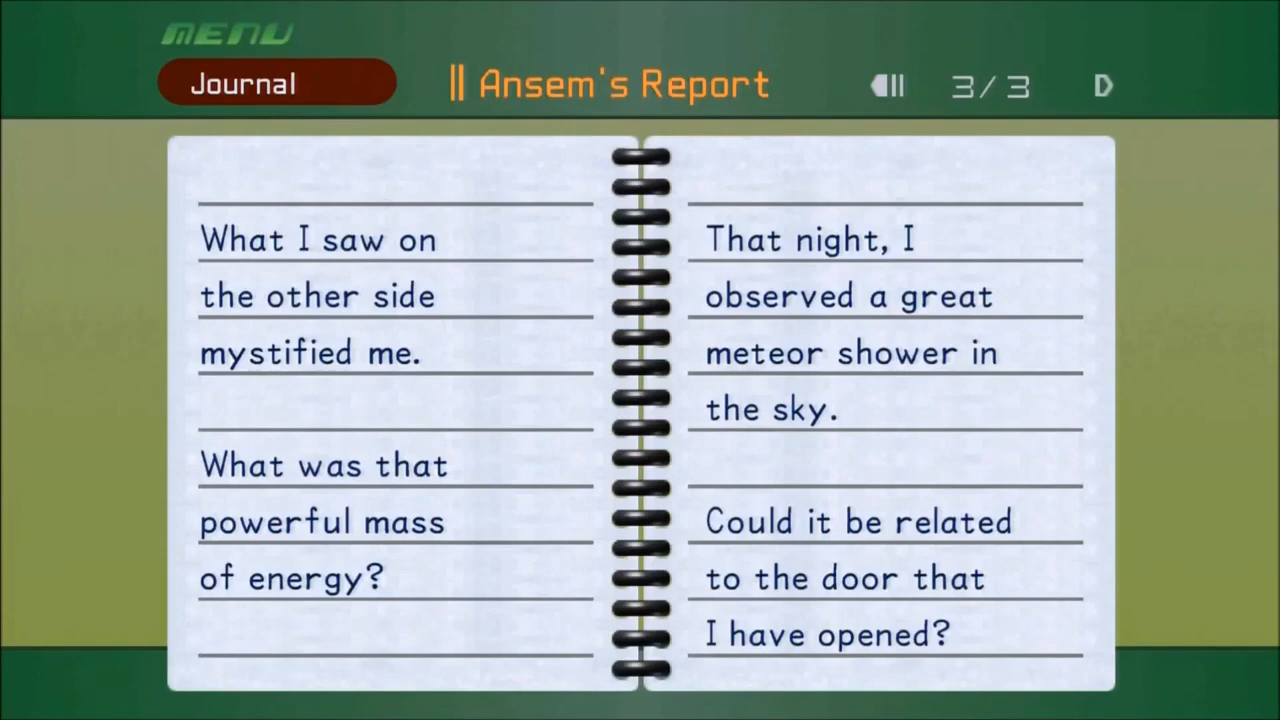 MENU
Journal
Ansem's Report
3/3
What I saw on
the other side
mystified me.
What was that
powerful mass
of energy?
That night, I
observed a great
meteor shower in
the sky.
Could it be related
to the door that
I have opened?